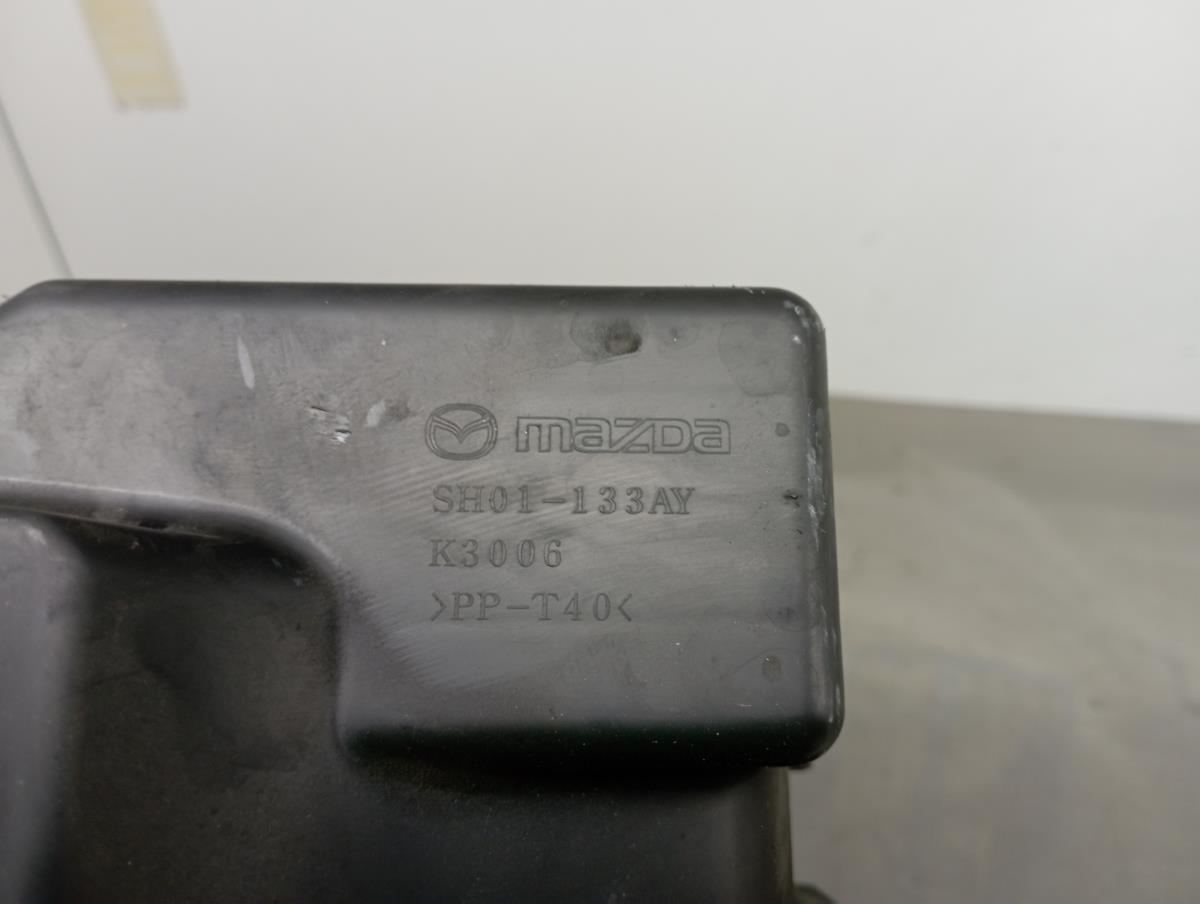 mazda
SH01-133AY
K3006
>PP-T40<